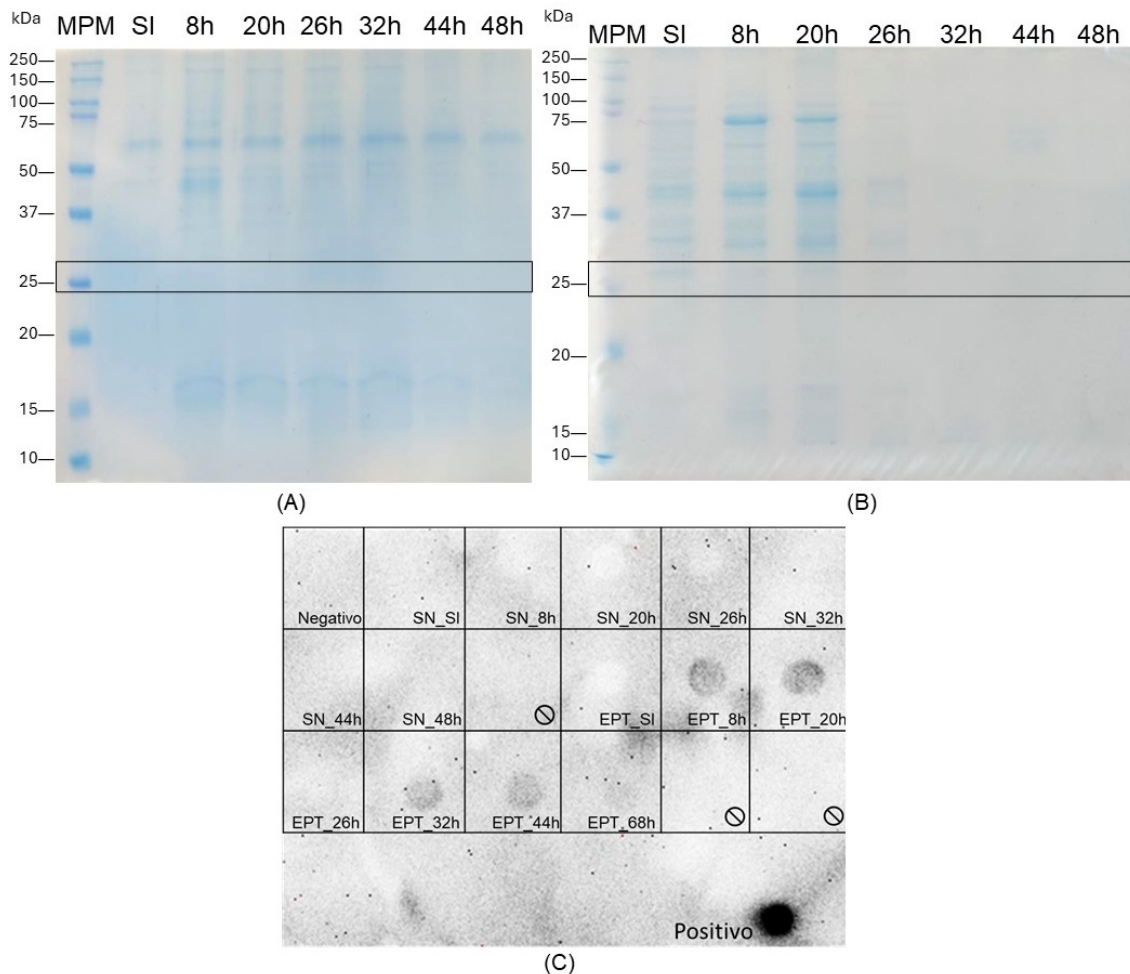 kDa
MPM SI 8h 20h 26h 32h 44h 48h
250
150
100
75
50
37
25
20
15
10
(A)
kDa
MPM SI 8h 20h 26h 32h 44h 48h
250
150
100
75
50
37
25
20
15
10
(B)
Negativo SN_SI SN_8h SN_20h SN_26h SN_32h
SN_44h SN_48h EPT_SI EPT_8h EPT_20h
EPT_26h EPT_32h EPT_44h EPT_68h
Positivo
(C)